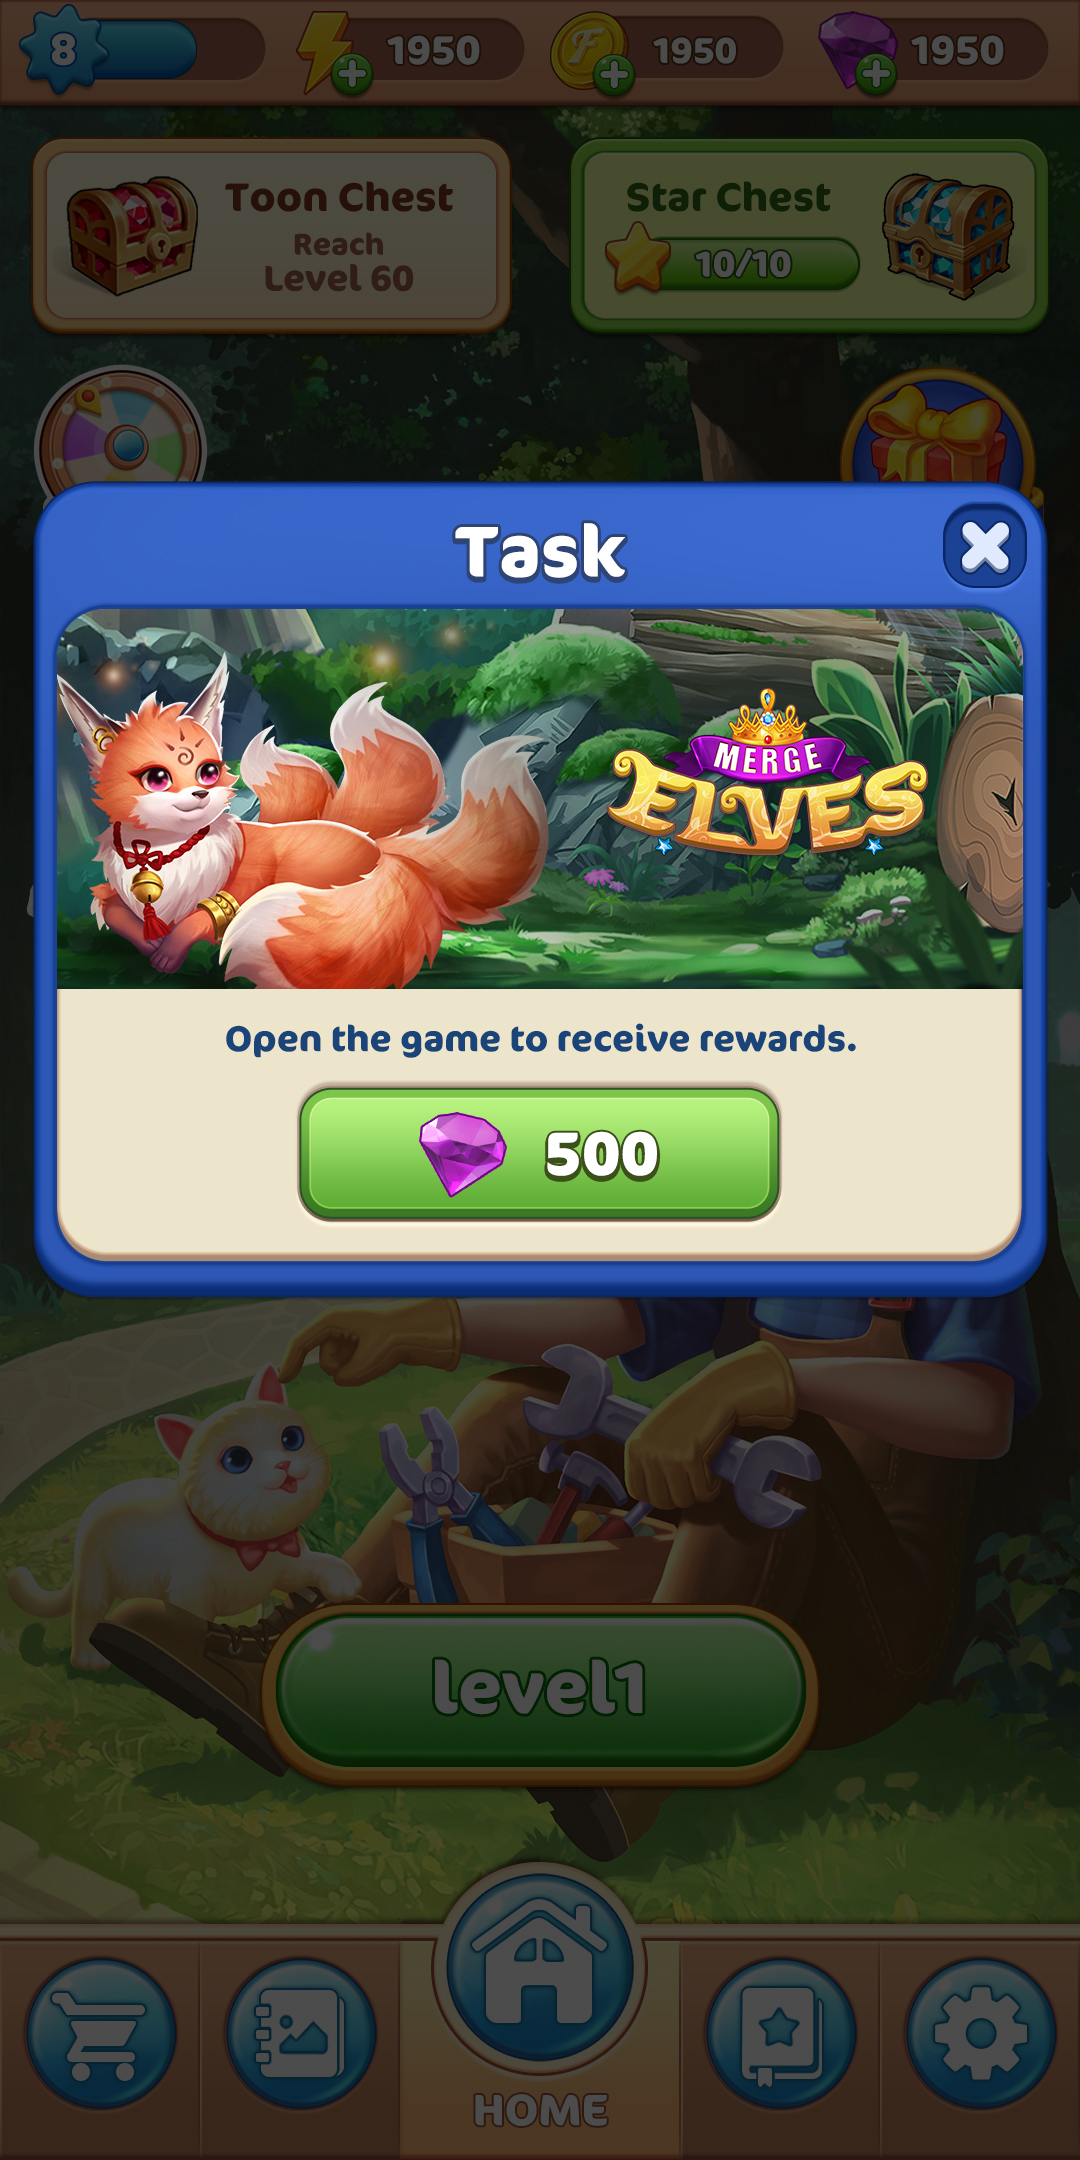 8
1950
1950
1950
Toon Chest
Reach
Level 60
Star Chest
10/10
Task
MERGE
ELVES
Open the game to receive rewards.
500
level1
HOME